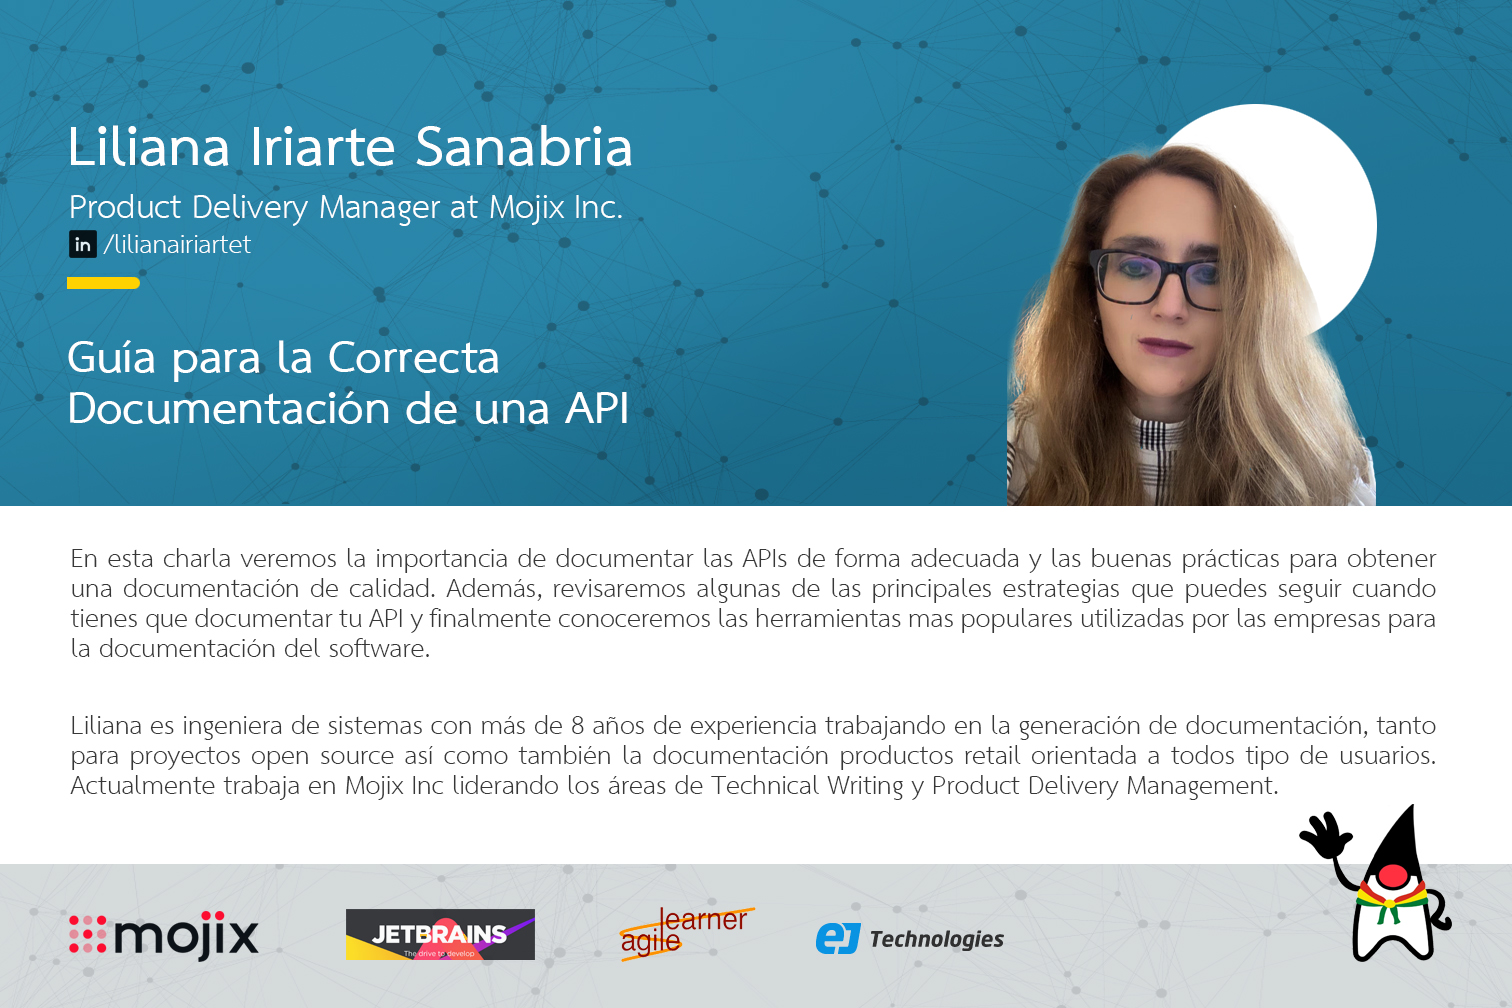 Liliana Iriarte Sanabria
Product Delivery Manager at Mojix Inc.
in /lilianairiartet
Guía para la Correcta
Documentación de una API
En esta charla veremos la importancia de documentar las APIs de forma adecuada y las buenas prácticas para obtener
una documentación de calidad. Además, revisaremos algunas de las principales estrategias que puedes seguir cuando
tienes que documentar tu API y finalmente conoceremos las herramientas mas populares utilizadas por las empresas para
la documentación del software.
Liliana es ingeniera de sistemas con más de 8 años de experiencia trabajando en la generación de documentación, tanto
para proyectos open source así como también la documentación productos retail orientada a todos tipo de usuarios.
Actualmente trabaja en Mojix Inc liderando los áreas de Technical Writing y Product Delivery Management.
mojix
JETBRAINS
The drive to develop
learner
agile
ej Technologies